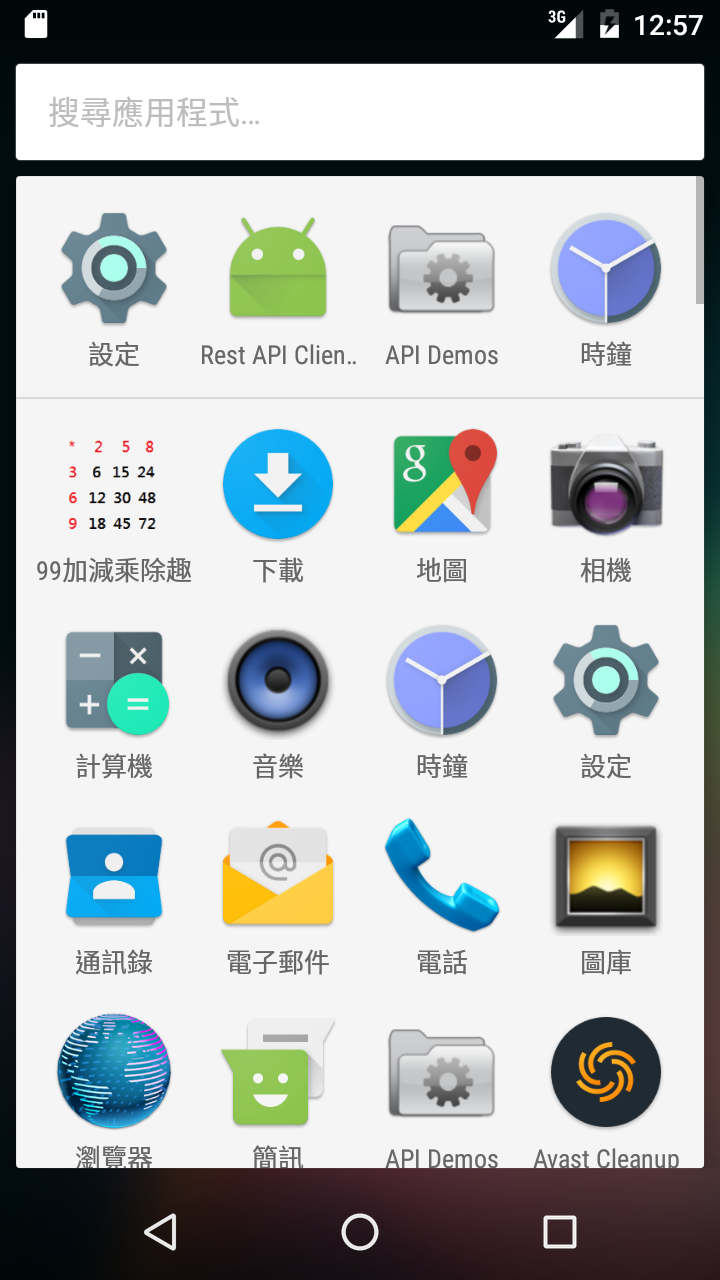 3G 12:57
搜尋應用程式…
設定 Rest API Clien.. API Demos 時鐘
* 2 5 8
3 6 15 24
6 12 30 48
9 18 45 72
g
99加減乘除趣 下載 地圖 相機
計算機 音樂 時鐘 設定
@
通訊錄 電子郵件 電話 圖庫
瀏覽器 簡訊 API Demos Avast Cleanup